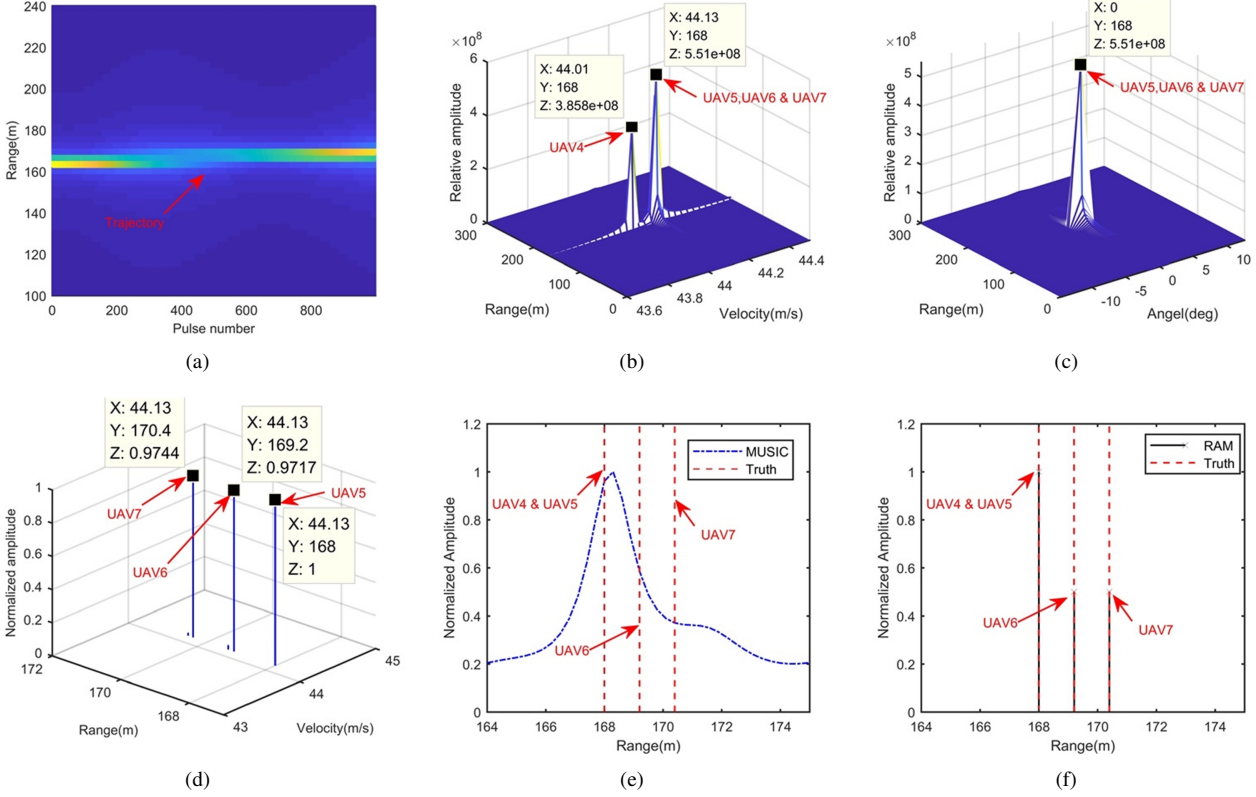 240
220
200
180
160
140
120
100
Range(m)
Trajectory
0 200 400 600 800
Pulse number
(a)
×10⁸
X: 44.13
Y: 168
Z: 5.51e+08
X: 44.01
Y: 168
Z: 3.858e+08
UAV5,UAV6 & UAV7
UAV4
Relative amplitude
6
4
2
0
300
200
100
0
Range(m)
43.6
43.8
44
44.2
44.4
Velocity(m/s)
(b)
×10⁸
X: 0
Y: 168
Z: 5.51e+08
UAV5,UAV6 & UAV7
Relative amplitude
5
4
3
2
1
0
300
200
100
0
Range(m)
-10
-5
0
5
10
Angel(deg)
(c)
X: 44.13
Y: 170.4
Z: 0.9744
X: 44.13
Y: 169.2
Z: 0.9717
UAV5
X: 44.13
Y: 168
Z: 1
UAV7
UAV6
Normalized amplitude
1
0.8
0.6
0.4
0.2
0
172
170
168
Range(m)
43
44
45
Velocity(m/s)
(d)
1.2
1
0.8
0.6
0.4
0.2
0
Normalized Amplitude
MUSIC
Truth
UAV4 & UAV5
UAV7
UAV6
164 166 168 170 172 174
Range(m)
(e)
1.2
1
0.8
0.6
0.4
0.2
0
Normalized Amplitude
RAM
Truth
UAV4 & UAV5
UAV6
UAV7
164 166 168 170 172 174
Range(m)
(f)